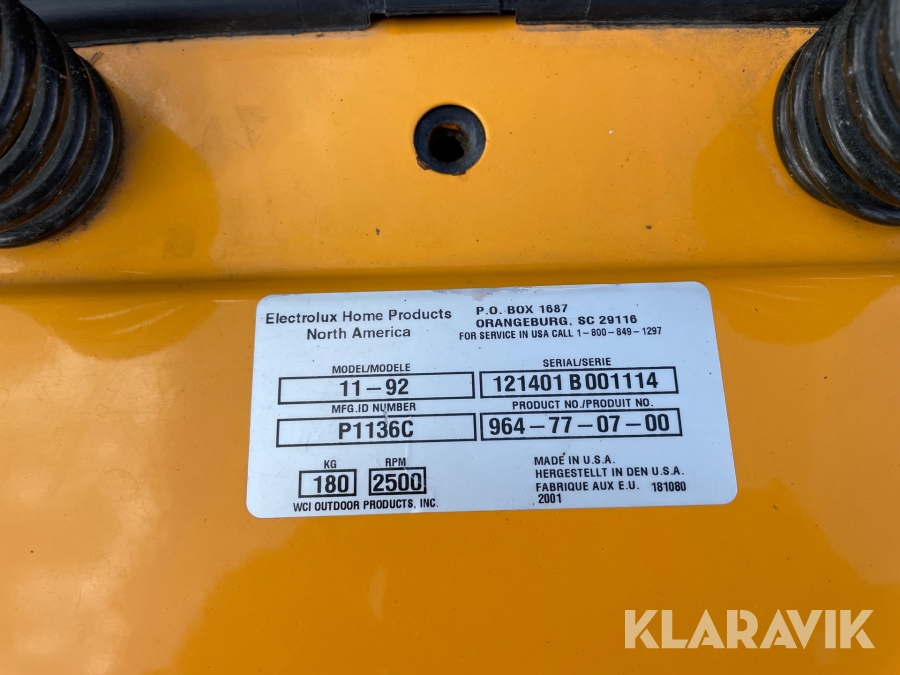 Electrolux Home Products
North America
P.O. BOX 1687
ORANGEBURG, SC 29116
FOR SERVICE IN USA CALL 1-800-849-1297
MODEL/MODELE
11-92
SERIAL/SERIE
121401 B 001114
MFG.ID NUMBER
P1136C
PRODUCT NO./PRODUIT NO.
964-77-07-00
KG
180
RPM
2500
WCI OUTDOOR PRODUCTS, INC.
MADE IN U.S.A.
HERGESTELLT IN DEN U.S.A.
FABRIQUE AUX E.U. 181080
2001
KLARAVIK